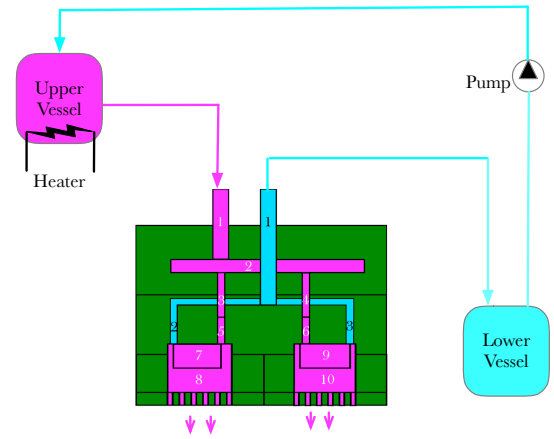 Upper
Vessel
Pump
Heater
1 1
2
3 4
2 5 6 3
7 9
8 10
Lower
Vessel